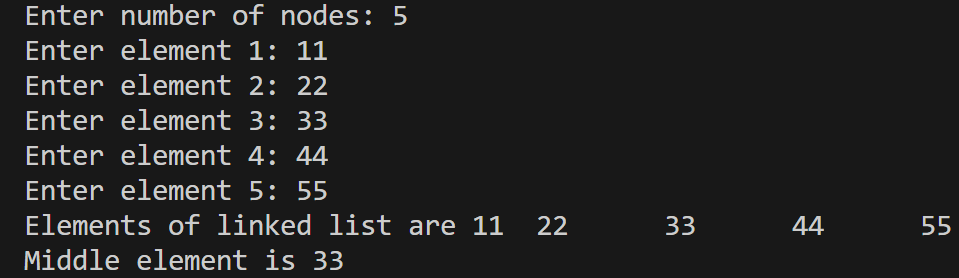 Enter number of nodes: 5
Enter element 1: 11
Enter element 2: 22
Enter element 3: 33
Enter element 4: 44
Enter element 5: 55
Elements of linked list are 11	22	33	44	55
Middle element is 33